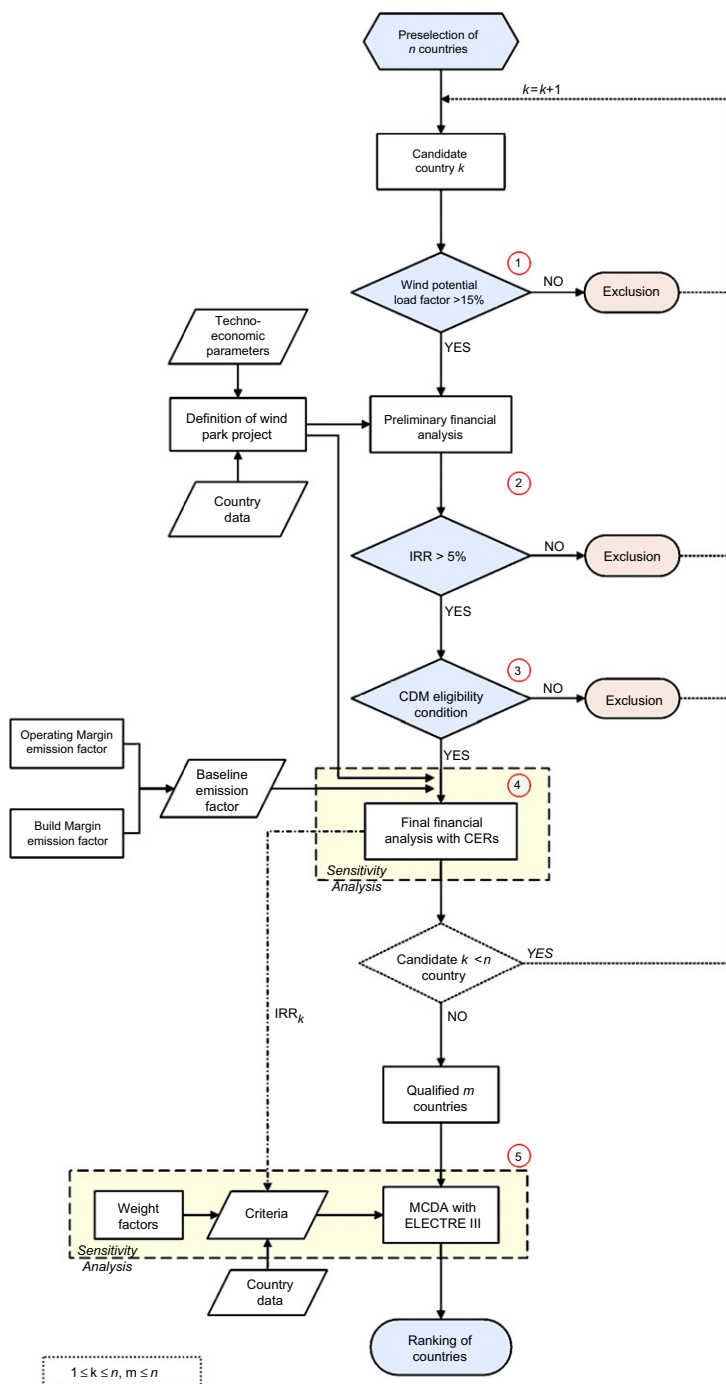 Preselection of
n countries
k=k+1
Candidate
country k
1
Wind potential
load factor >15%
NO
Exclusion
YES
Techno-
economic
parameters
Definition of wind
park project
Preliminary financial
analysis
Country
data
2
IRR > 5%
NO
Exclusion
YES
3
CDM eligibility
condition
NO
Exclusion
YES
Operating Margin
emission factor
Baseline
emission
factor
Build Margin
emission factor
4
Final financial
analysis with CERs
Sensitivity
Analysis
Candidate k < n
country
YES
IRRk
NO
Qualified m
countries
5
Weight
factors
Criteria
MCDA with
ELECTRE III
Sensitivity
Analysis
Country
data
Ranking of
countries
1 ≤ k ≤ n, m ≤ n